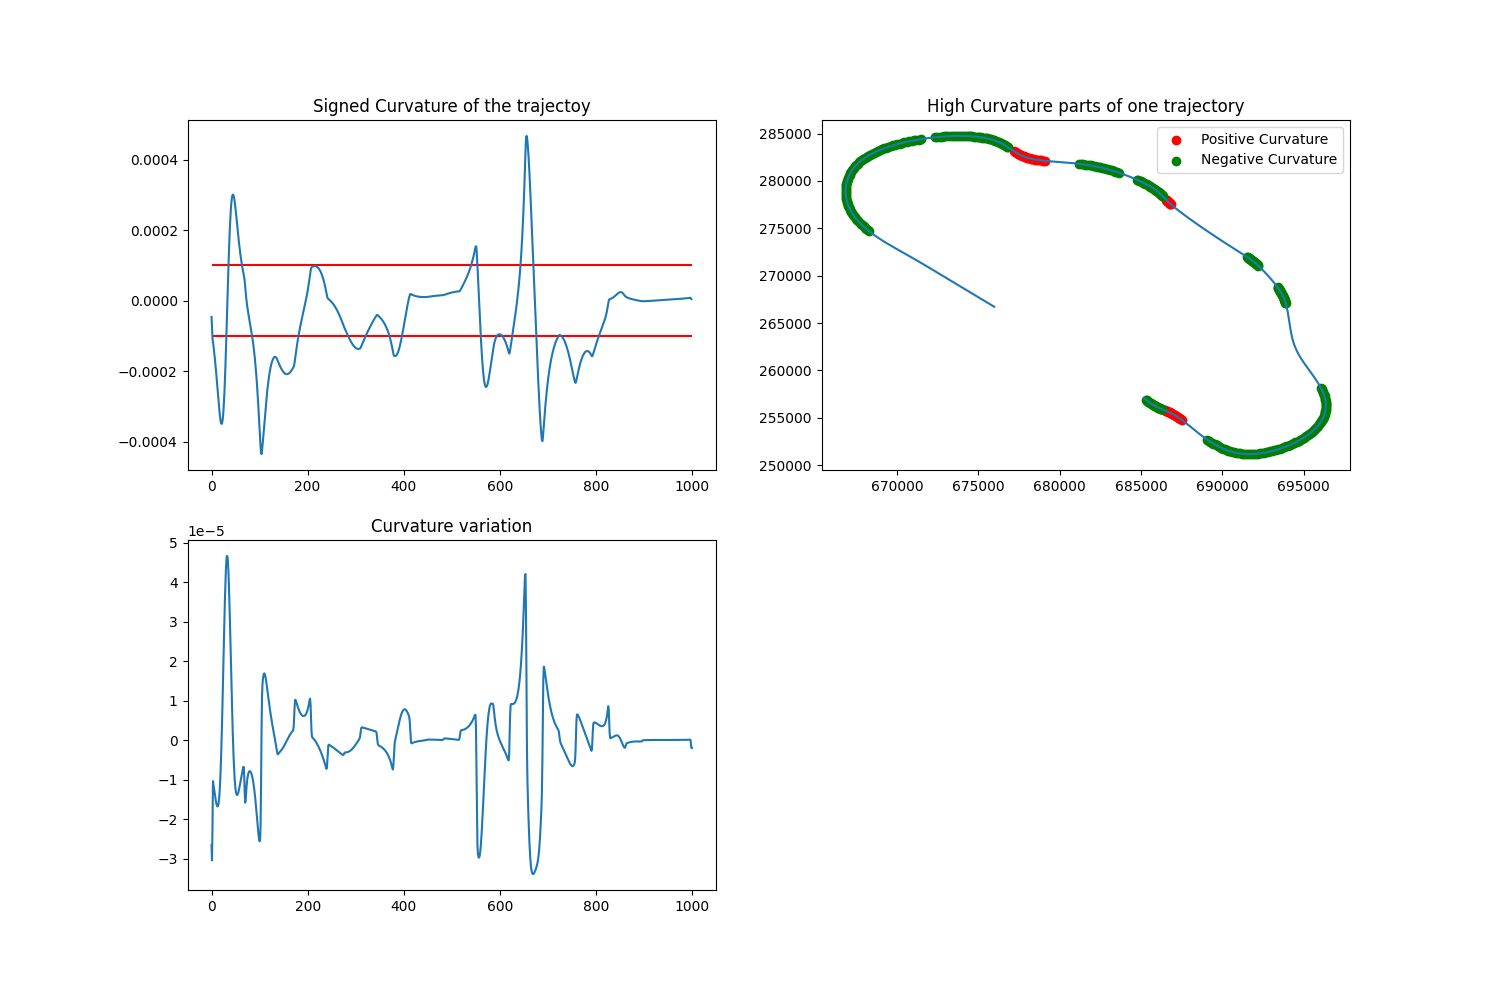 Signed Curvature of the trajectoy
0.0004
0.0002
0.0000
−0.0002
−0.0004
0 200 400 600 800 1000
High Curvature parts of one trajectory
Positive Curvature
Negative Curvature
285000
280000
275000
270000
265000
260000
255000
250000
670000 675000 680000 685000 690000 695000
Curvature variation
1e−5
5
4
3
2
1
0
−1
−2
−3
0 200 400 600 800 1000